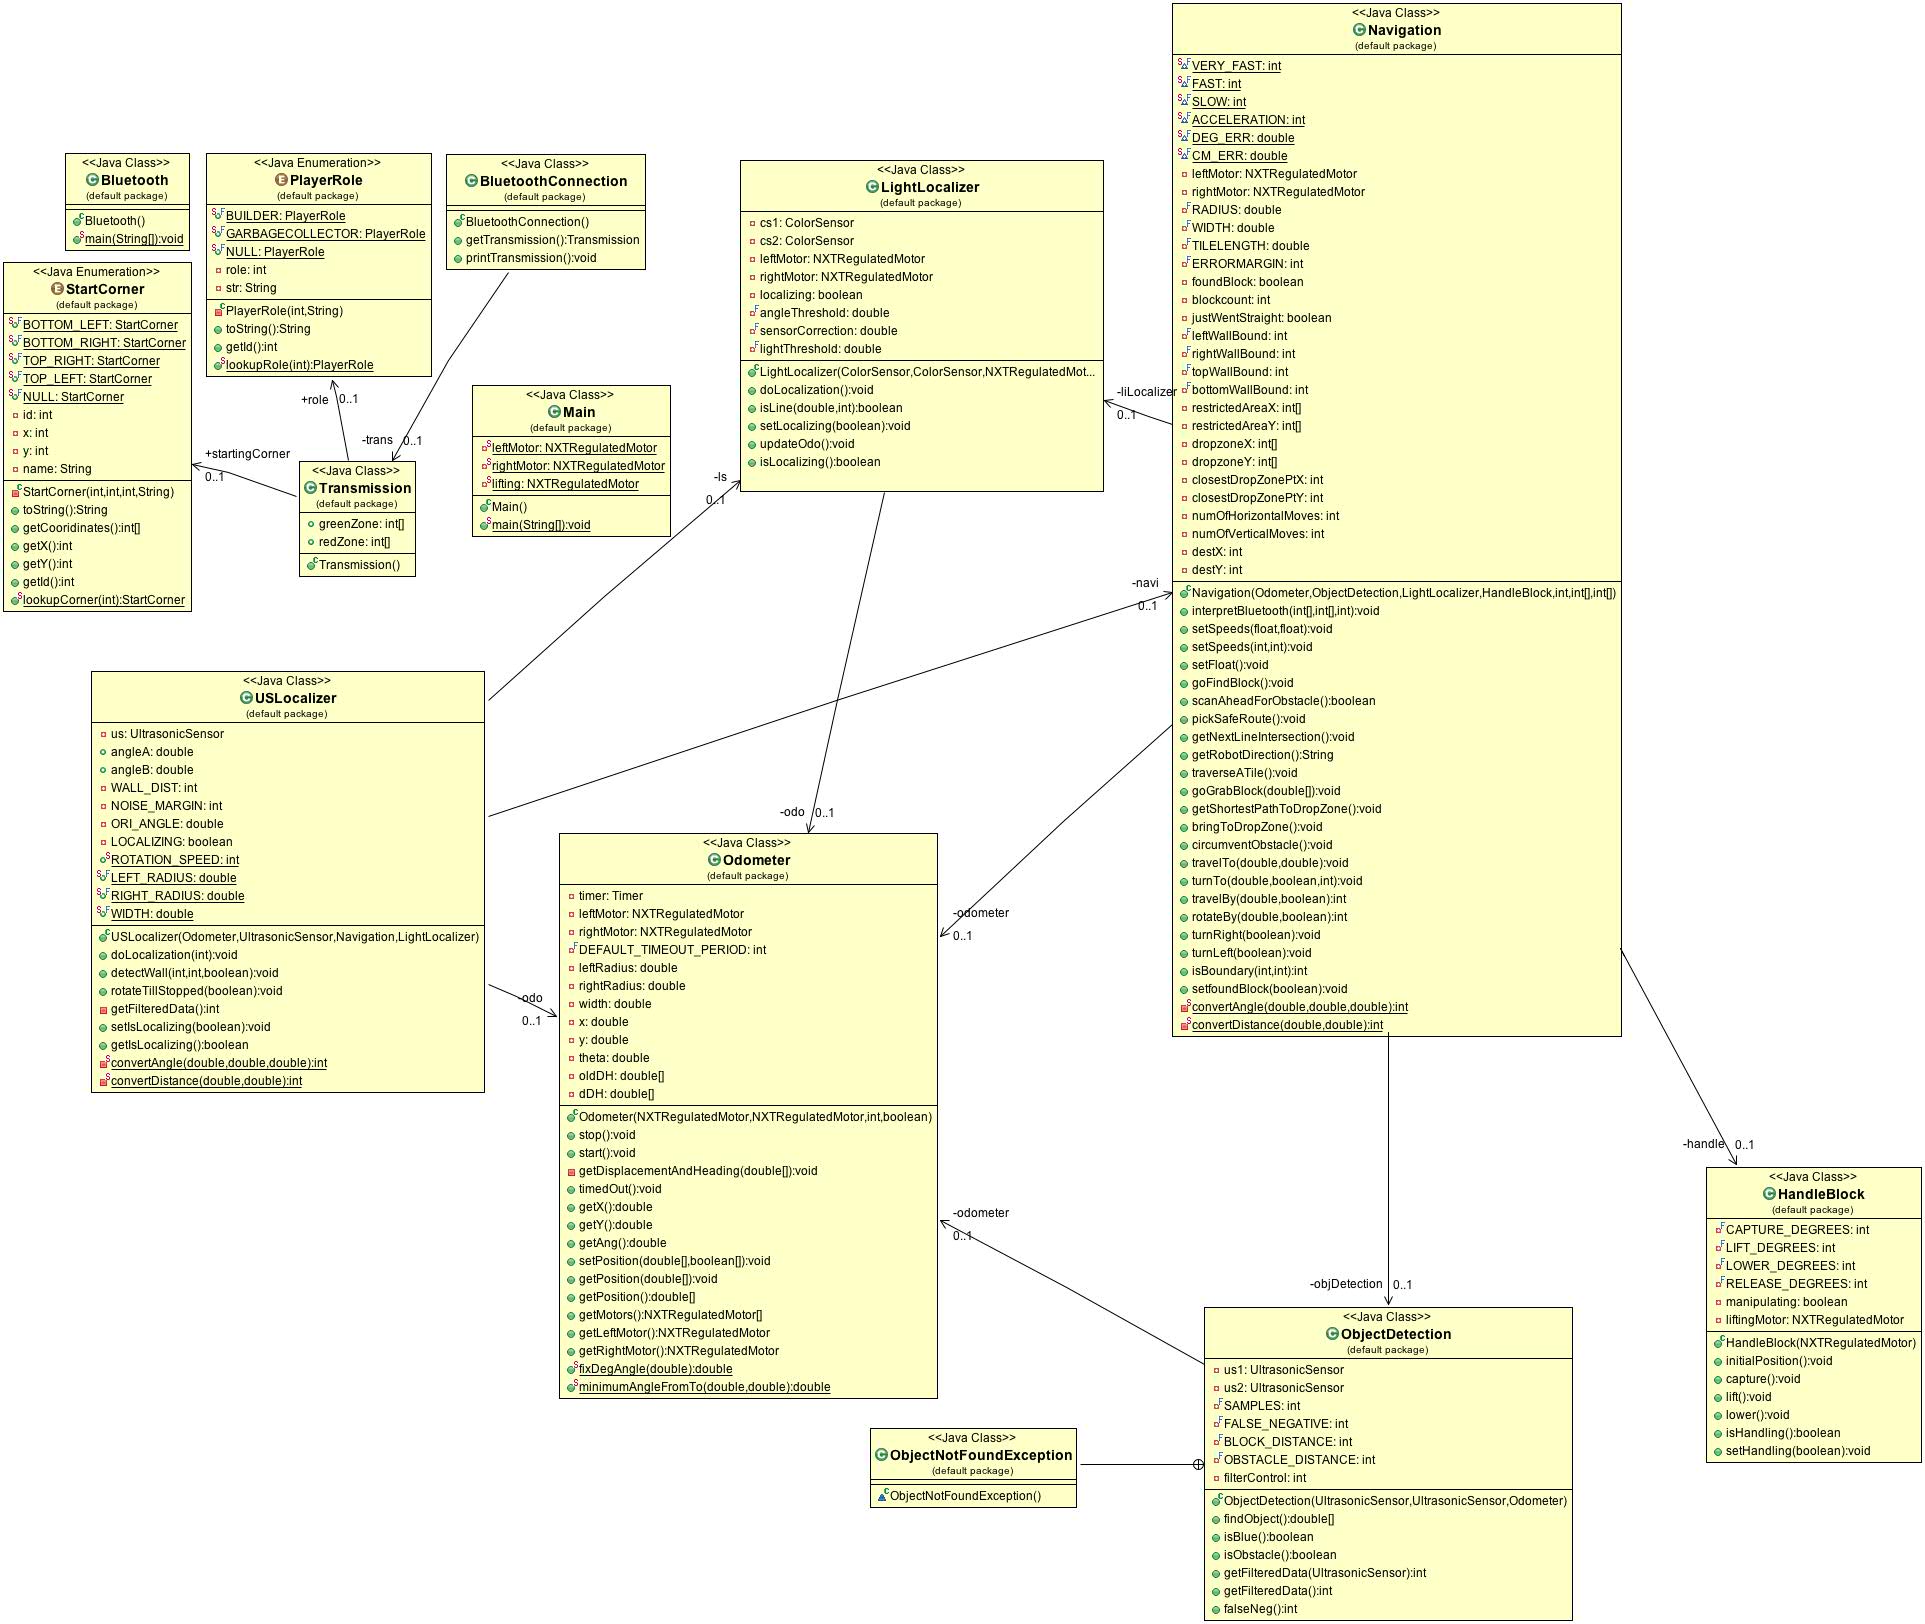 <<Java Class>>
Navigation
(default package)
VERY_FAST: int
FAST: int
SLOW: int
ACCELERATION: int
DEG_ERR: double
CM_ERR: double
leftMotor: NXTRegulatedMotor
rightMotor: NXTRegulatedMotor
RADIUS: double
WIDTH: double
TILELENGTH: double
ERRORMARGIN: int
foundBlock: boolean
blockcount: int
justWentStraight: boolean
leftWallBound: int
rightWallBound: int
topWallBound: int
bottomWallBound: int
restrictedAreaX: int[]
restrictedAreaY: int[]
dropzoneX: int[]
dropzoneY: int[]
closestDropZonePtX: int
closestDropZonePtY: int
numOfHorizontalMoves: int
numOfVerticalMoves: int
destX: int
destY: int
Navigation(Odometer,ObjectDetection,LightLocalizer,HandleBlock,int,int[],int[])
interpretBluetooth(int[],int[],int):void
setSpeeds(float,float):void
setSpeeds(int,int):void
setFloat():void
goFindBlock():void
scanAheadForObstacle():boolean
pickSafeRoute():void
getNextLineIntersection():void
getRobotDirection():String
traverseATile():void
goGrabBlock(double[]):void
getShortestPathToDropZone():void
bringToDropZone():void
circumventObstacle():void
travelTo(double,double):void
turnTo(double,boolean,int):void
travelBy(double,boolean):int
rotateBy(double,boolean):int
turnRight(boolean):void
turnLeft(boolean):void
isBoundary(int,int):int
setfoundBlock(boolean):void
convertAngle(double,double,double):int
convertDistance(double,double):int
<<Java Class>>
Bluetooth
(default package)
Bluetooth()
main(String[]):void
<<Java Enumeration>>
PlayerRole
(default package)
BUILDER: PlayerRole
GARBAGECOLLECTOR: PlayerRole
NULL: PlayerRole
role: int
str: String
PlayerRole(int,String)
toString():String
getId():int
lookupRole(int):PlayerRole
<<Java Class>>
BluetoothConnection
(default package)
BluetoothConnection()
getTransmission():Transmission
printTransmission():void
<<Java Class>>
LightLocalizer
(default package)
cs1: ColorSensor
cs2: ColorSensor
leftMotor: NXTRegulatedMotor
rightMotor: NXTRegulatedMotor
localizing: boolean
angleThreshold: double
sensorCorrection: double
lightThreshold: double
LightLocalizer(ColorSensor,ColorSensor,NXTRegulatedMot...
doLocalization():void
isLine(double,int):boolean
setLocalizing(boolean):void
updateOdo():void
isLocalizing():boolean
<<Java Enumeration>>
StartCorner
(default package)
BOTTOM_LEFT: StartCorner
BOTTOM_RIGHT: StartCorner
TOP_RIGHT: StartCorner
TOP_LEFT: StartCorner
NULL: StartCorner
id: int
x: int
y: int
name: String
StartCorner(int,int,int,String)
toString():String
getCooridinates():int[]
getX():int
getY():int
getId():int
lookupCorner(int):StartCorner
+role 0..1
-trans 0..1
+startingCorner
0..1
<<Java Class>>
Transmission
(default package)
greenZone: int[]
redZone: int[]
Transmission()
<<Java Class>>
Main
(default package)
leftMotor: NXTRegulatedMotor
rightMotor: NXTRegulatedMotor
lifting: NXTRegulatedMotor
Main()
main(String[]):void
-liLocalizer
0..1
-ls
0..1
-navi
0..1
<<Java Class>>
USLocalizer
(default package)
us: UltrasonicSensor
angleA: double
angleB: double
WALL_DIST: int
NOISE_MARGIN: int
ORI_ANGLE: double
LOCALIZING: boolean
ROTATION_SPEED: int
LEFT_RADIUS: double
RIGHT_RADIUS: double
WIDTH: double
USLocalizer(Odometer,UltrasonicSensor,Navigation,LightLocalizer)
doLocalization(int):void
detectWall(int,int,boolean):void
rotateTillStopped(boolean):void
getFilteredData():int
setIsLocalizing(boolean):void
getIsLocalizing():boolean
convertAngle(double,double,double):int
convertDistance(double,double):int
-odo 0..1
-odo
0..1
-odometer
0..1
<<Java Class>>
Odometer
(default package)
timer: Timer
leftMotor: NXTRegulatedMotor
rightMotor: NXTRegulatedMotor
DEFAULT_TIMEOUT_PERIOD: int
leftRadius: double
rightRadius: double
width: double
x: double
y: double
theta: double
oldDH: double[]
dDH: double[]
Odometer(NXTRegulatedMotor,NXTRegulatedMotor,int,boolean)
stop():void
start():void
getDisplacementAndHeading(double[]):void
timedOut():void
getX():double
getY():double
getAng():double
setPosition(double[],boolean[]):void
getPosition(double[]):void
getPosition():double[]
getMotors():NXTRegulatedMotor[]
getLeftMotor():NXTRegulatedMotor
getRightMotor():NXTRegulatedMotor
fixDegAngle(double):double
minimumAngleFromTo(double,double):double
-odometer
0..1
-handle 0..1
-objDetection 0..1
<<Java Class>>
HandleBlock
(default package)
CAPTURE_DEGREES: int
LIFT_DEGREES: int
LOWER_DEGREES: int
RELEASE_DEGREES: int
manipulating: boolean
liftingMotor: NXTRegulatedMotor
HandleBlock(NXTRegulatedMotor)
initialPosition():void
capture():void
lift():void
lower():void
isHandling():boolean
setHandling(boolean):void
<<Java Class>>
ObjectDetection
(default package)
us1: UltrasonicSensor
us2: UltrasonicSensor
SAMPLES: int
FALSE_NEGATIVE: int
BLOCK_DISTANCE: int
OBSTACLE_DISTANCE: int
filterControl: int
ObjectDetection(UltrasonicSensor,UltrasonicSensor,Odometer)
findObject():double[]
isBlue():boolean
isObstacle():boolean
getFilteredData(UltrasonicSensor):int
getFilteredData():int
falseNeg():int
<<Java Class>>
ObjectNotFoundException
(default package)
ObjectNotFoundException()